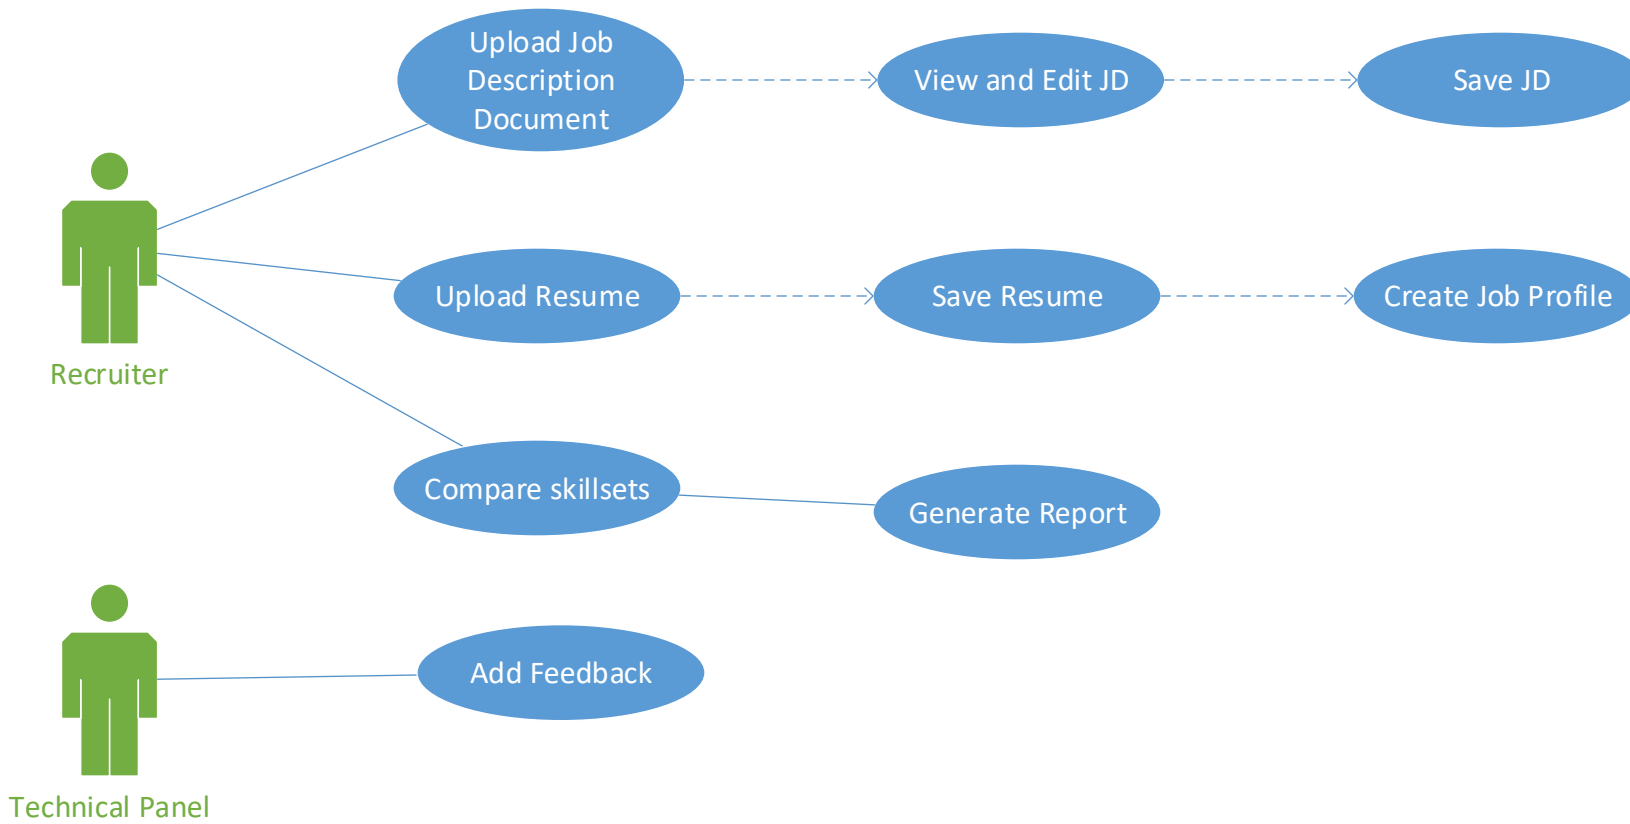 Upload Job
Description
Document
View and Edit JD
Save JD
Upload Resume
Save Resume
Create Job Profile
Recruiter
Compare skillsets
Generate Report
Add Feedback
Technical Panel